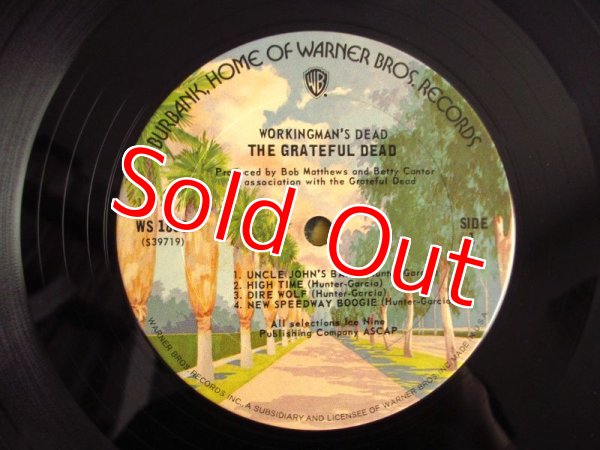 BURBANK, HOME OF WARNER BROS. RECORDS
WB
WORKINGMAN'S DEAD
THE GRATEFUL DEAD
Produced by Bob Matthews and Betty Cantor
association with the Grateful Dead
Sold Out
WS
SIDE
(S39719)
1. UNCLE JOHN'S
2. HIGH TIME (Hunter-Garcia)
3. DIRE WOLF (Hunter-Garcia)
4. NEW SPEEDWAY BOOGIE (Hunter-Garcia)
All selections Ice Nine
Publishing Company ASCAP
WARNER BROS. RECORDS INC., A SUBSIDIARY AND LICENSEE OF WARNER BROS. INC. MADE IN U.S.A.